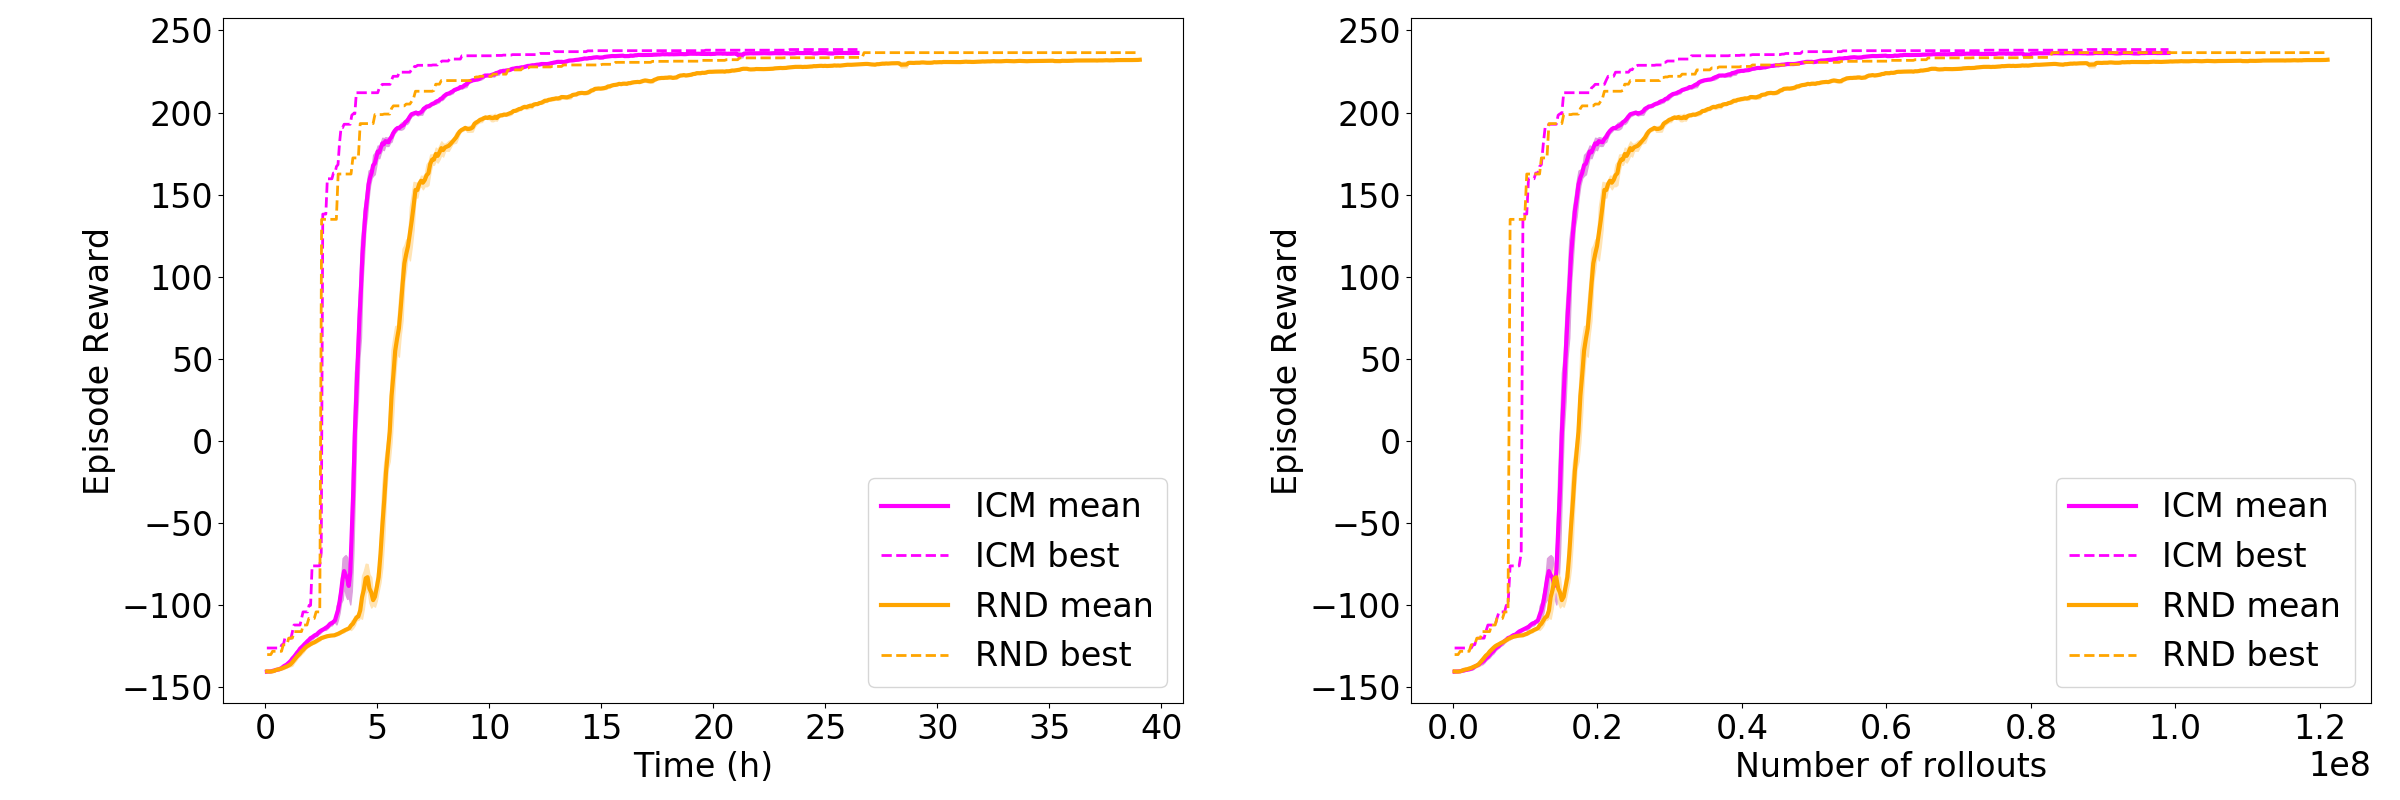 250
200
150
100
50
0
−50
−100
−150
Episode Reward
0 5 10 15 20 25 30 35 40
Time (h)
ICM mean
ICM best
RND mean
RND best
250
200
150
100
50
0
−50
−100
−150
Episode Reward
0.0 0.2 0.4 0.6 0.8 1.0 1.2
1e8
Number of rollouts
ICM mean
ICM best
RND mean
RND best